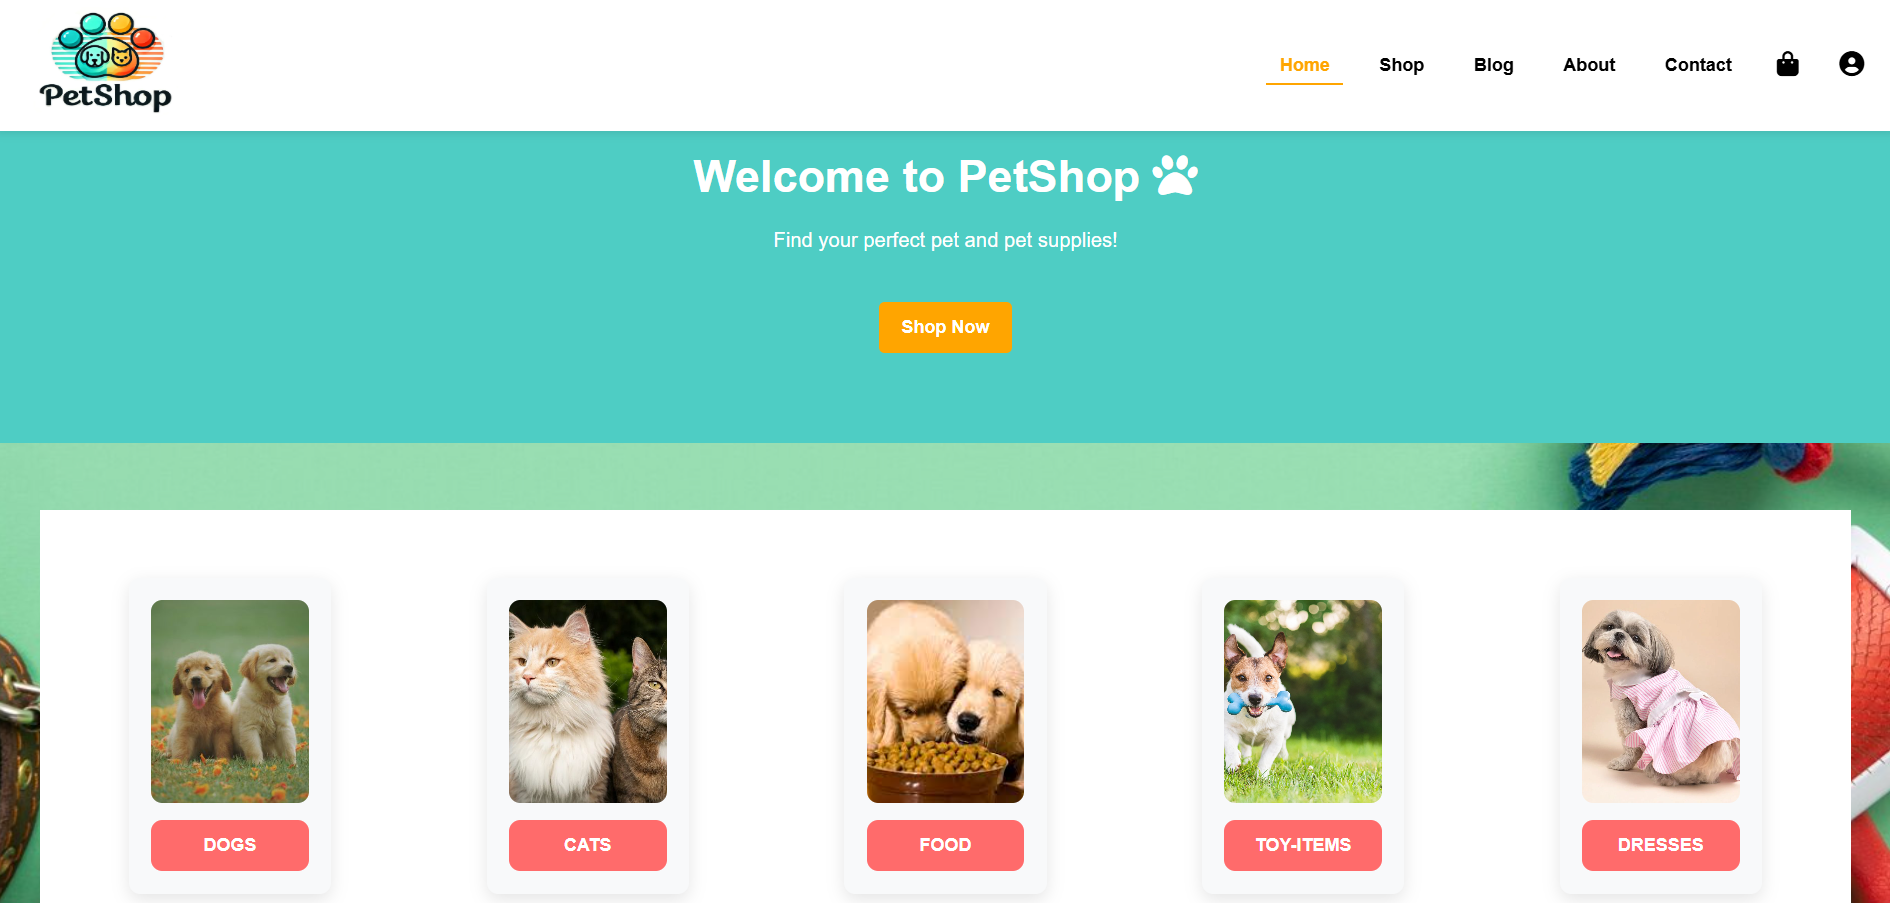 PetShop
Home Shop Blog About Contact
Welcome to PetShop
Find your perfect pet and pet supplies!
Shop Now
DOGS CATS FOOD TOY-ITEMS DRESSES